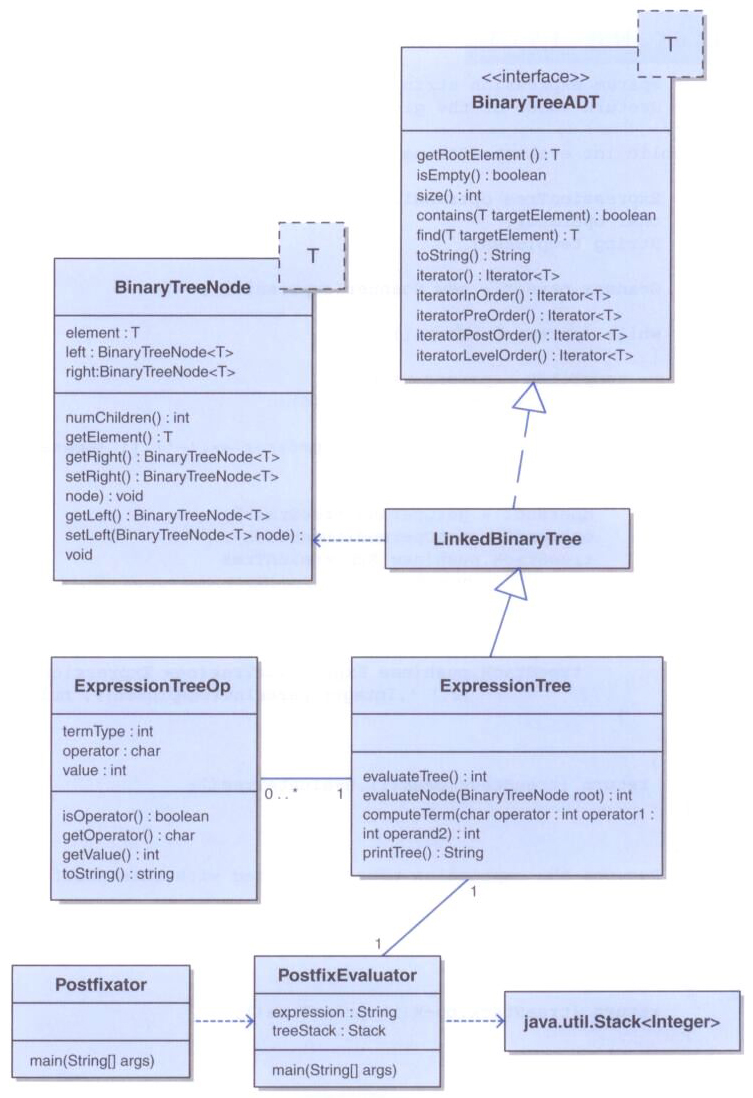 T
<<interface>>
BinaryTreeADT
getRootElement () : T
isEmpty() : boolean
size() : int
contains(T targetElement) : boolean
find(T targetElement) : T
toString() : String
iterator() : Iterator<T>
iteratorInOrder() : Iterator<T>
iteratorPreOrder() : Iterator<T>
iteratorPostOrder() : Iterator<T>
iteratorLevelOrder() : Iterator<T>
T
BinaryTreeNode
element : T
left : BinaryTreeNode<T>
right:BinaryTreeNode<T>
numChildren() : int
getElement() : T
getRight() : BinaryTreeNode<T>
setRight() : BinaryTreeNode<T>
node) : void
getLeft() : BinaryTreeNode<T>
setLeft(BinaryTreeNode<T> node) :
void
LinkedBinaryTree
ExpressionTreeOp
termType : int
operator : char
value : int
isOperator() : boolean
getOperator() : char
getValue() : int
toString() : string
0 . . *
1
ExpressionTree
evaluateTree() : int
evaluateNode(BinaryTreeNode root) : int
computeTerm(char operator : int operator1 :
int operand2) : int
printTree() : String
1
1
Postfixator
main(String[] args)
PostfixEvaluator
expression : String
treeStack : Stack
main(String[] args)
java.util.Stack<Integer>